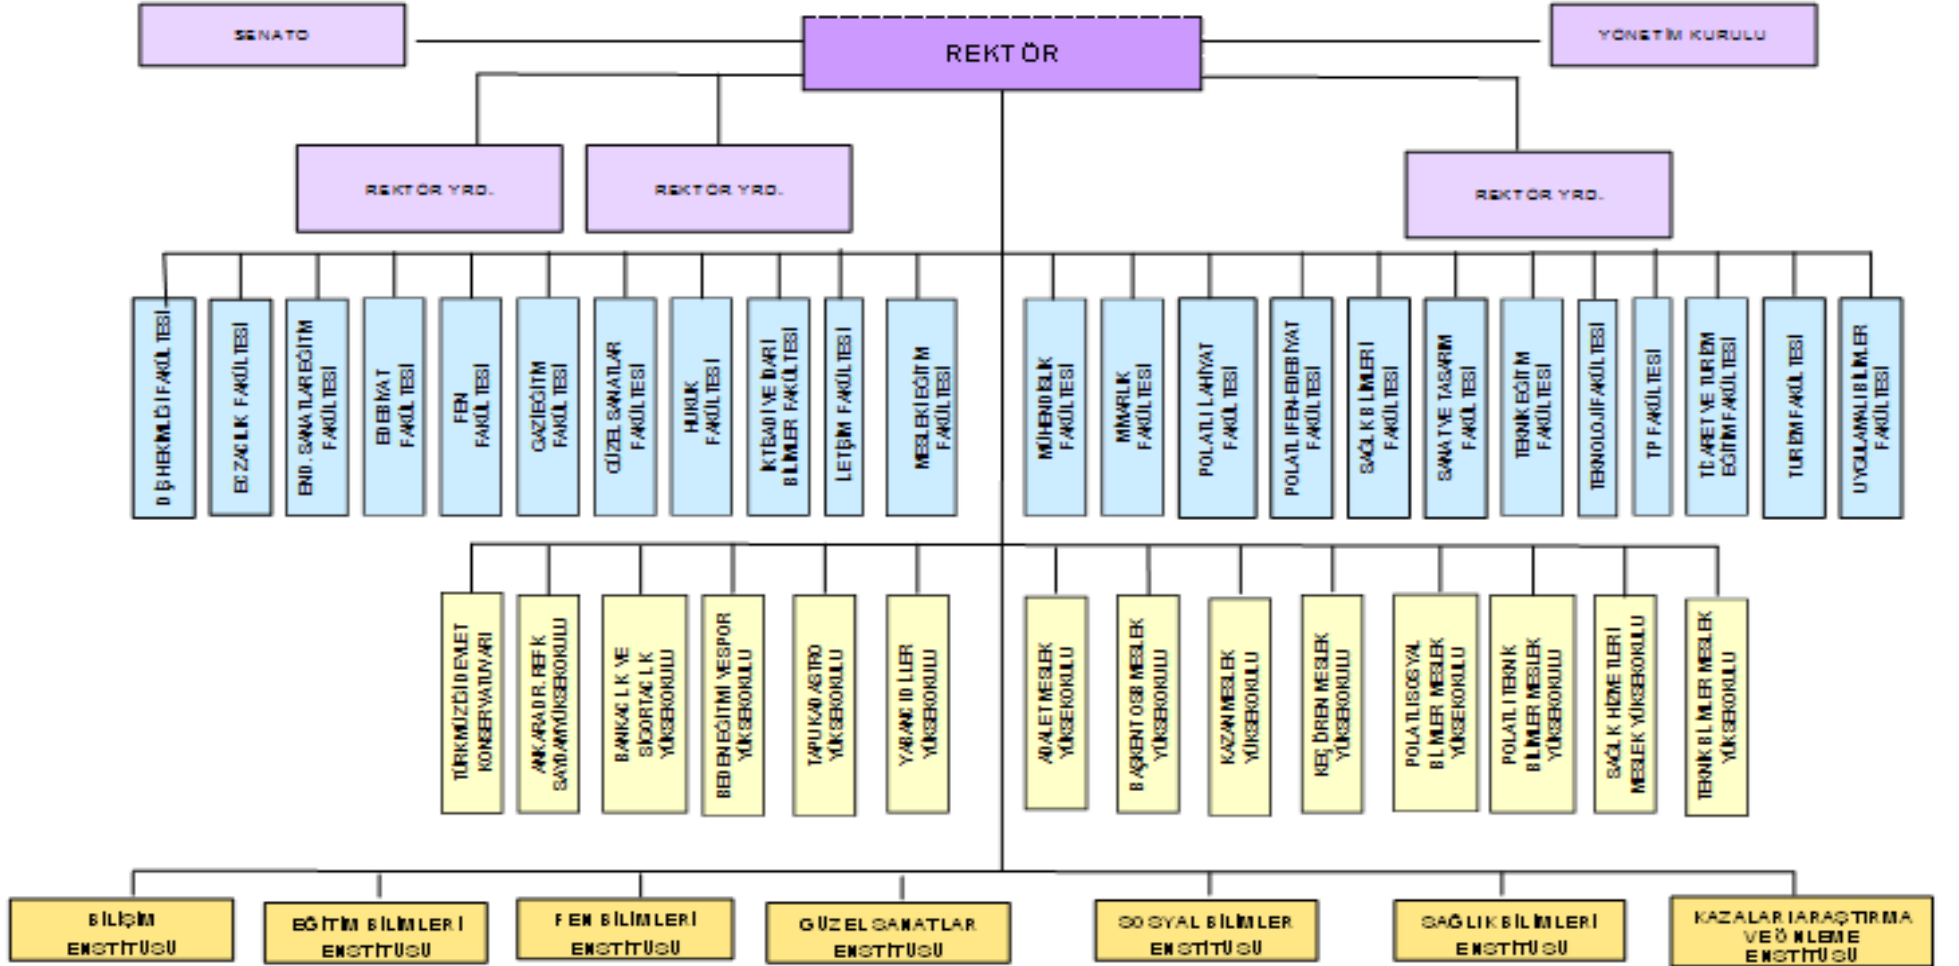 SENATO
REKTÖR
YÖNETİM KURULU
REKTÖR YRD.
REKTÖR YRD.
REKTÖR YRD.
DİŞ HEKİMLİĞİ FAKÜLTESİ
ECZACILIK FAKÜLTESİ
END. SANATLAR EĞİTİM
FAKÜLTESİ
EDEBİYAT
FAKÜLTESİ
FEN
FAKÜLTESİ
GAZİ EĞİTİM
FAKÜLTESİ
GÜZEL SANATLAR
FAKÜLTESİ
HUKUK
FAKÜLTESİ
İKTİSADİ VE İDARİ
BİLİMLER FAKÜLTESİ
İLETİŞİM FAKÜLTESİ
MESLEKİ EĞİTİM
FAKÜLTESİ
MÜHENDİSLİK
FAKÜLTESİ
MİMARLIK
FAKÜLTESİ
POLATLI İLAHİYAT
FAKÜLTESİ
POLATLI FEN-EDEBİYAT
FAKÜLTESİ
SAĞLIK BİLİMLERİ
FAKÜLTESİ
SANAT VE TASARIM
FAKÜLTESİ
TEKNİK EĞİTİM
FAKÜLTESİ
TEKNOLOJİ FAKÜLTESİ
TIP FAKÜLTESİ
TİCARET VE TURİZM
EĞİTİM FAKÜLTESİ
TURİZM FAKÜLTESİ
UYGULAMALI BİLİMLER
FAKÜLTESİ
TÜRK MÜZİĞİ DEVLET
KONSERVATUVARI
ANKARA DR. REFİK
SAYDAM YÜKSEKOKULU
BANKACILIK VE
SİGORTACILIK
YÜKSEKOKULU
BEDEN EĞİTİMİ VE SPOR
YÜKSEKOKULU
TAPU KADASTRO
YÜKSEKOKULU
YABANCI DİLLER
YÜKSEKOKULU
ADALET MESLEK
YÜKSEKOKULU
BAŞKENT OSB MESLEK
YÜKSEKOKULU
KAZAN MESLEK
YÜKSEKOKULU
KEÇİÖREN MESLEK
YÜKSEKOKULU
POLATLI SOSYAL
BİLİMLER MESLEK
YÜKSEKOKULU
POLATLI TEKNİK
BİLİMLER MESLEK
YÜKSEKOKULU
SAĞLIK HİZMETLERİ
MESLEK YÜKSEKOKULU
TEKNİK BİLİMLER MESLEK
YÜKSEKOKULU
BİLİŞİM
ENSTİTÜSÜ
EĞİTİM BİLİMLERİ
ENSTİTÜSÜ
FEN BİLİMLERİ
ENSTİTÜSÜ
GÜZEL SANATLAR
ENSTİTÜSÜ
SOSYAL BİLİMLER
ENSTİTÜSÜ
SAĞLIK BİLİMLERİ
ENSTİTÜSÜ
KAZALARI ARAŞTIRMA
VE ÖNLEME
ENSTİTÜSÜ